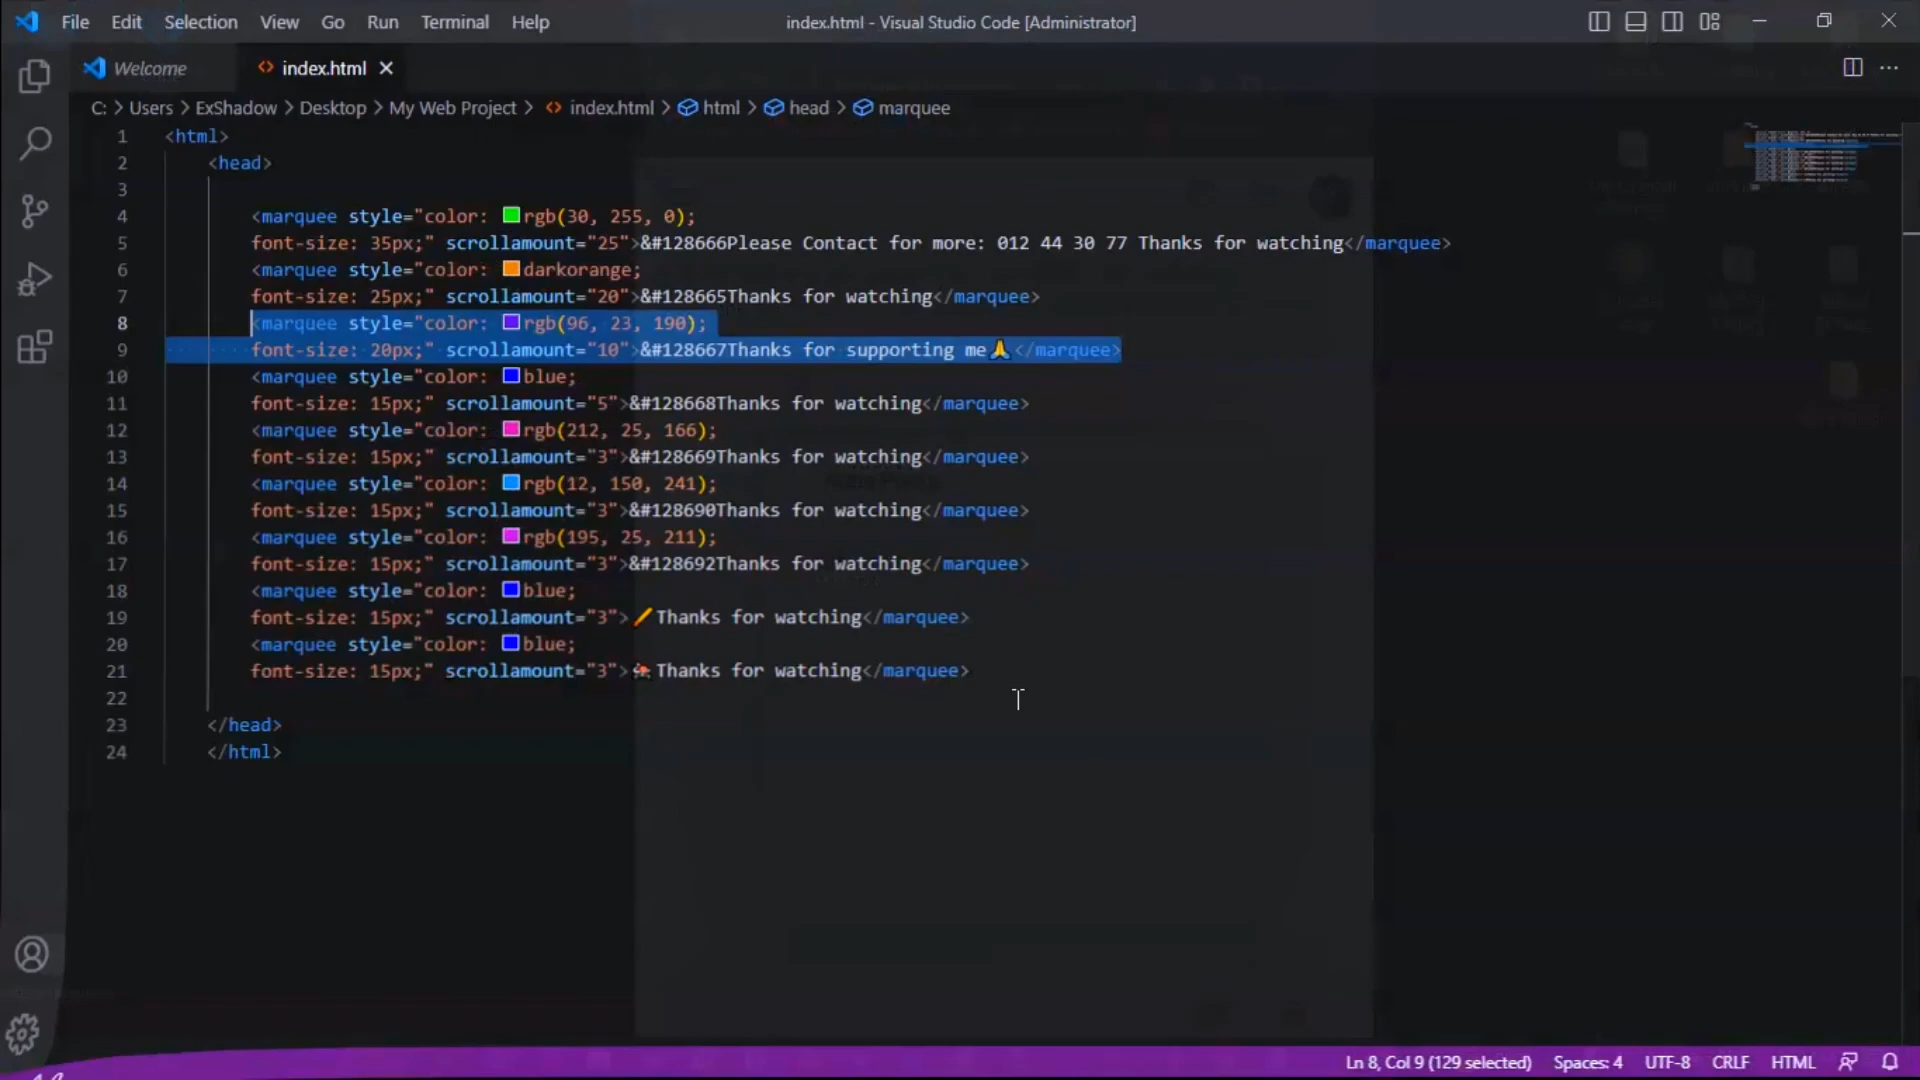 File Edit Selection View Go Run Terminal Help
index.html - Visual Studio Code [Administrator]
Welcome
index.html
C: > Users > ExShadow > Desktop > My Web Project > index.html > html > head > marquee
1 <html>
2 <head>
3
4 <marquee style="color: rgb(30, 255, 0);
5 font-size: 35px;" scrollamount="25">&#128666Please Contact for more: 012 44 30 77 Thanks for watching</marquee>
6 <marquee style="color: darkorange;
7 font-size: 25px;" scrollamount="20">&#128665Thanks for watching</marquee>
8 <marquee style="color: rgb(96, 23, 190);
9 font-size: 20px;" scrollamount="10">&#128667Thanks for supporting me🙏</marquee>
10 <marquee style="color: blue;
11 font-size: 15px;" scrollamount="5">&#128668Thanks for watching</marquee>
12 <marquee style="color: rgb(212, 25, 166);
13 font-size: 15px;" scrollamount="3">&#128669Thanks for watching</marquee>
14 <marquee style="color: rgb(12, 150, 241);
15 font-size: 15px;" scrollamount="3">&#128690Thanks for watching</marquee>
16 <marquee style="color: rgb(195, 25, 211);
17 font-size: 15px;" scrollamount="3">&#128692Thanks for watching</marquee>
18 <marquee style="color: blue;
19 font-size: 15px;" scrollamount="3">Thanks for watching</marquee>
20 <marquee style="color: blue;
21 font-size: 15px;" scrollamount="3">Thanks for watching</marquee>
22
23 </head>
24 </html>
Ln 8, Col 9 (129 selected) Spaces: 4 UTF-8 CRLF HTML